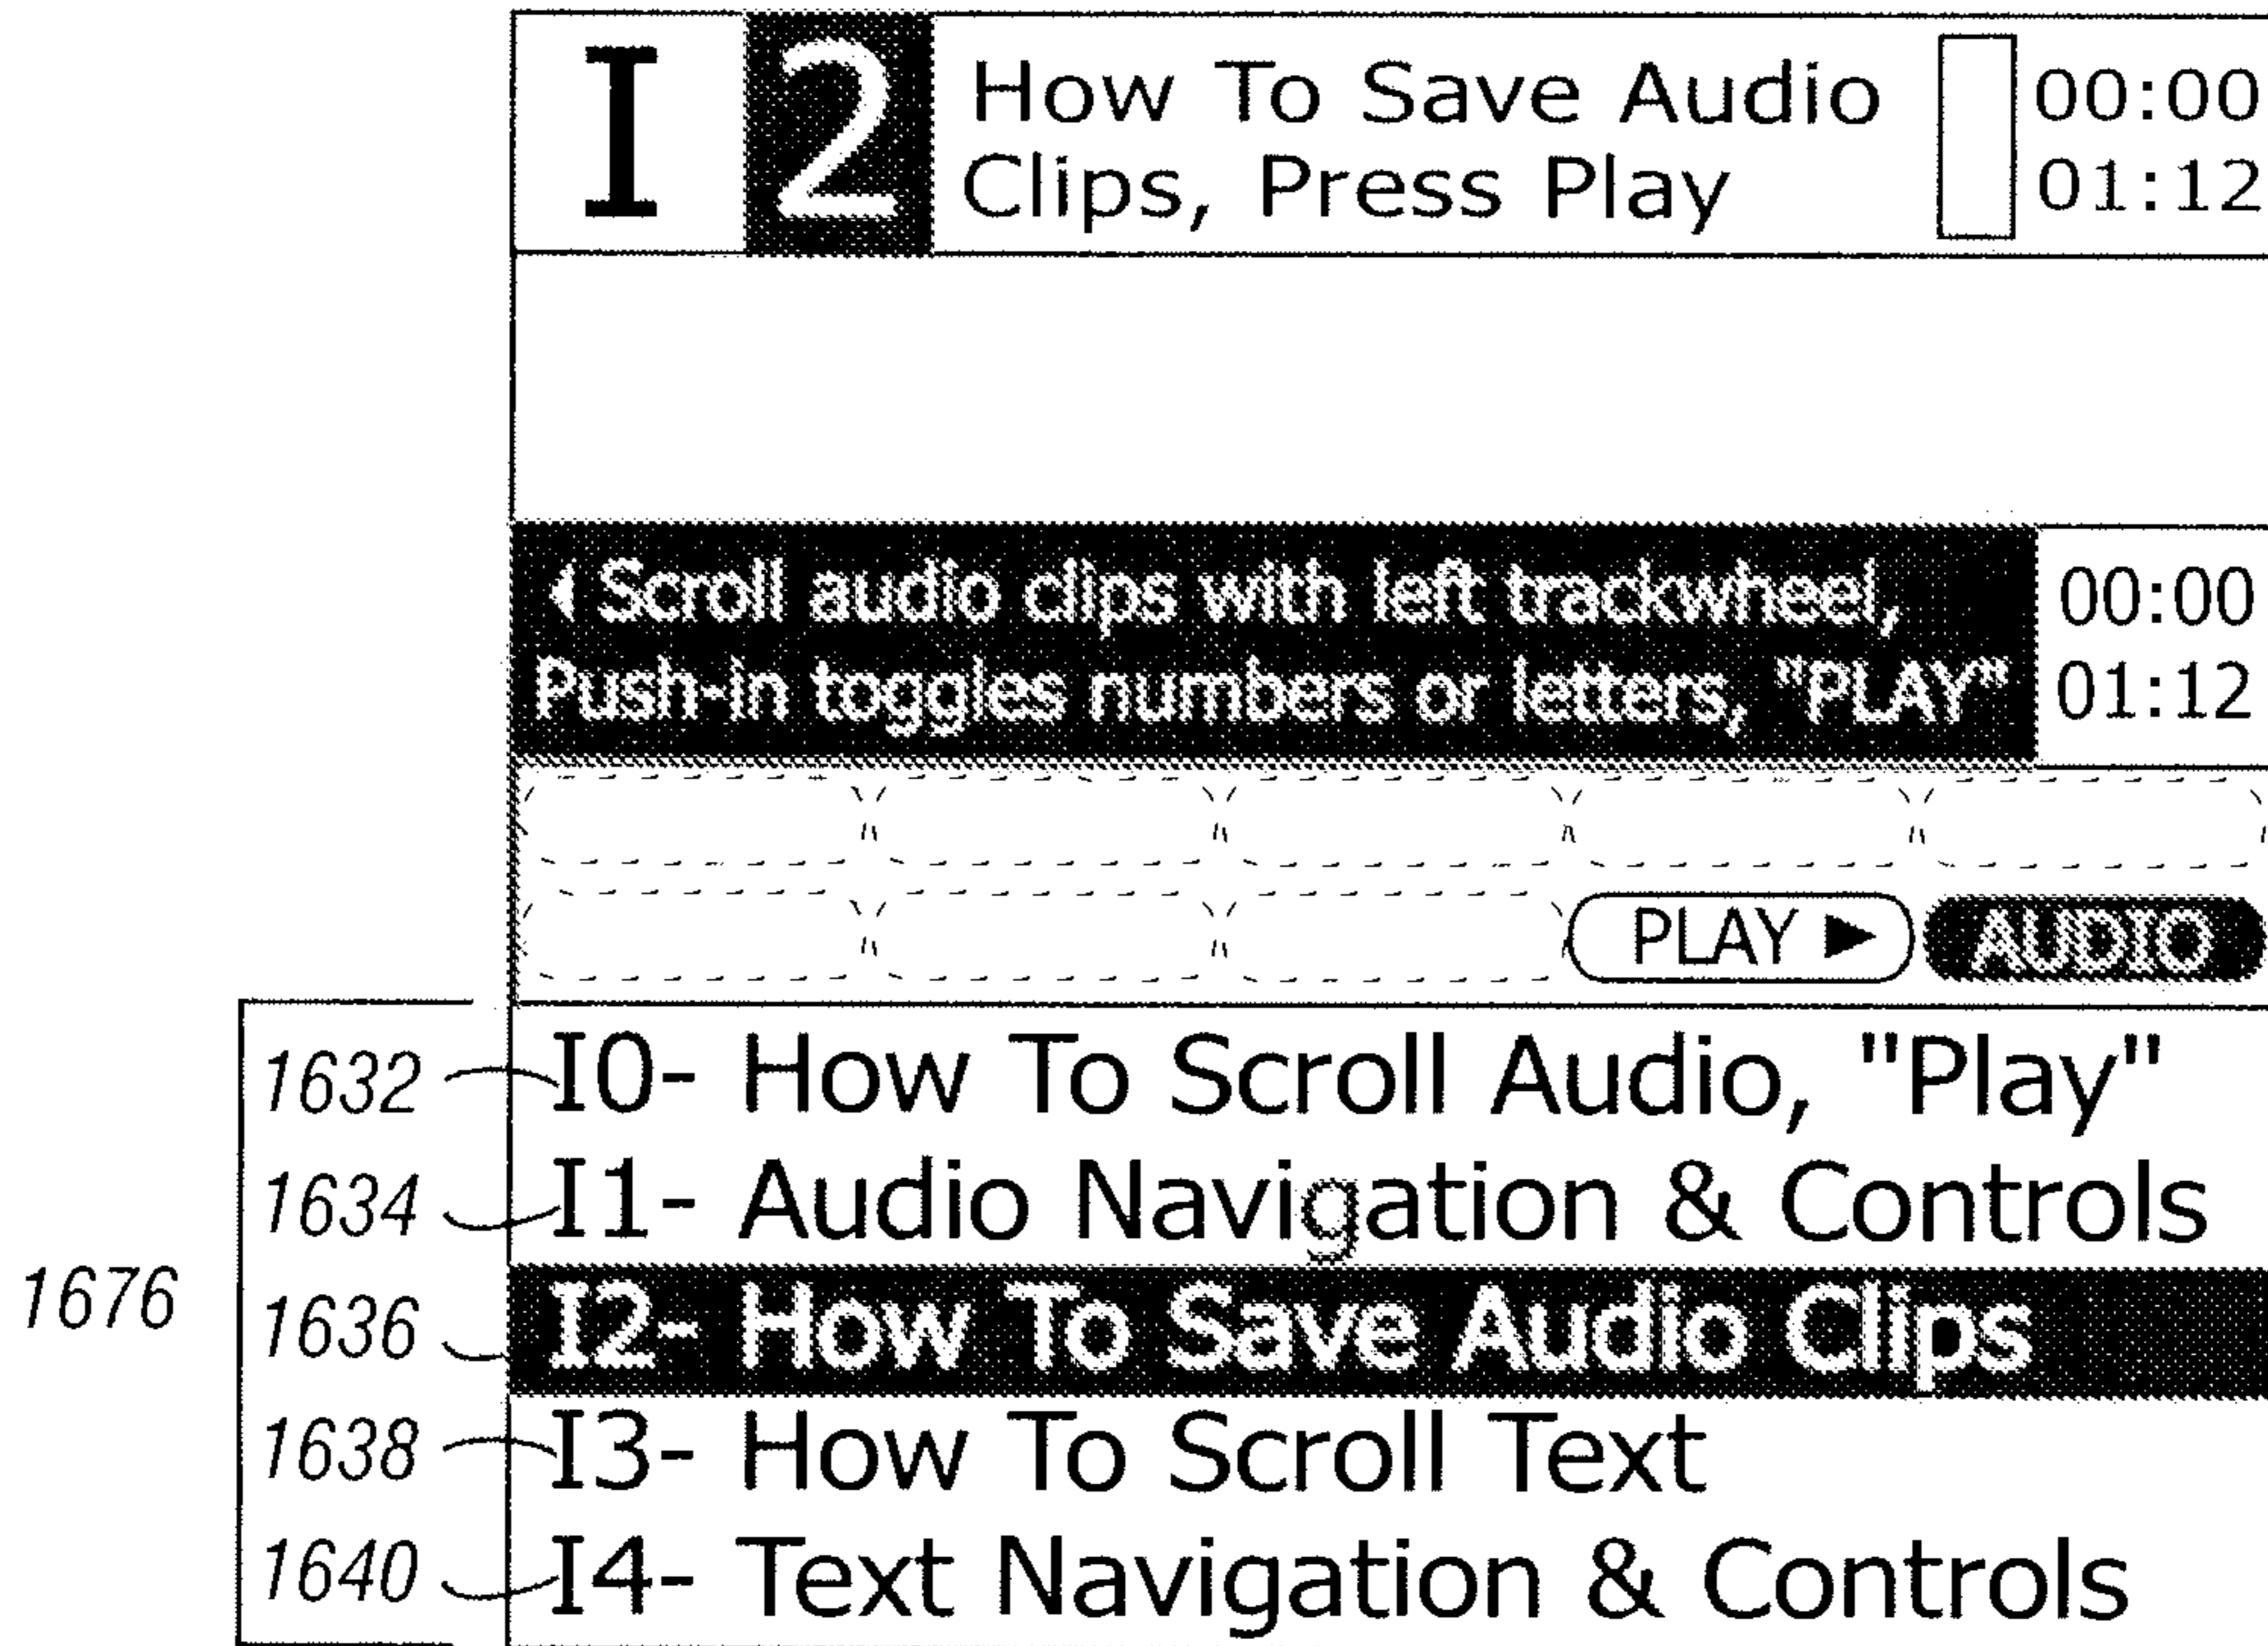 I 2 How To Save Audio 00:00
Clips, Press Play 01:12
Scroll audio clips with left trackwheel, 00:00
Push-in toggles numbers or letters, "PLAY" 01:12
PLAY AUDIO
1632 I0- How To Scroll Audio, "Play"
1634 I1- Audio Navigation & Controls
1676
1636 I2- How To Save Audio Clips
1638 I3- How To Scroll Text
1640 I4- Text Navigation & Controls